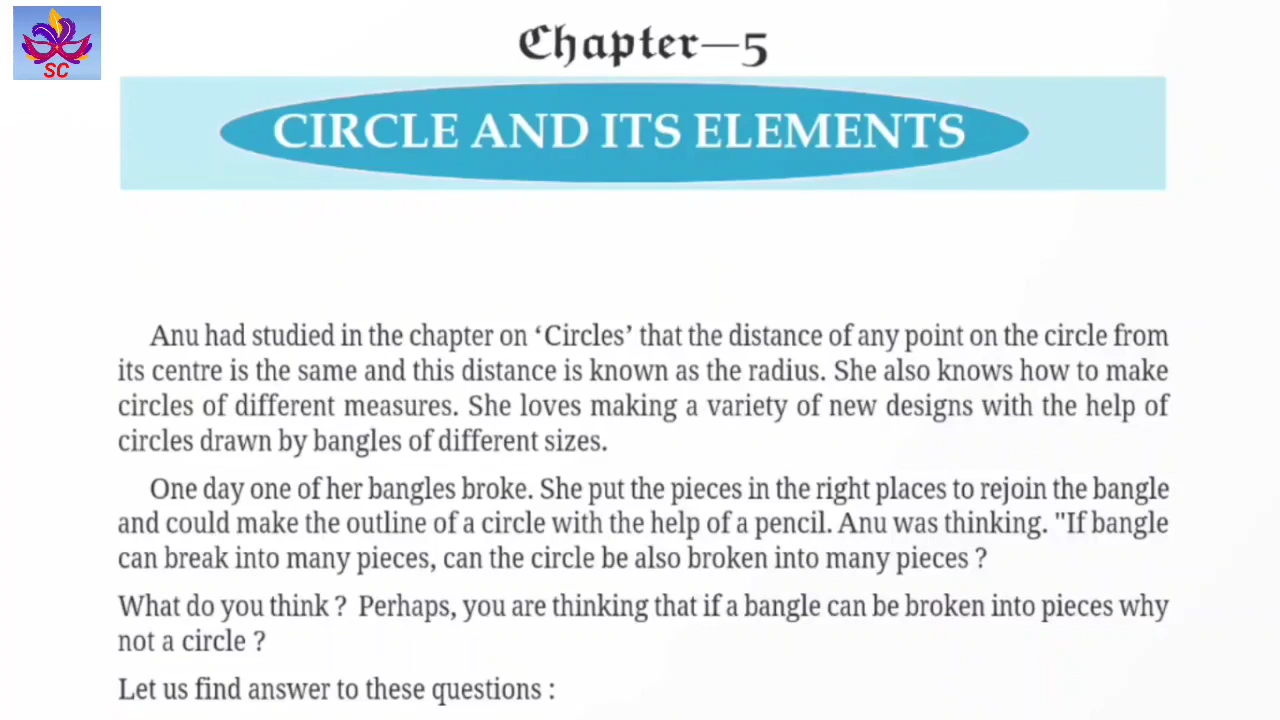 SC
Chapter—5
CIRCLE AND ITS ELEMENTS
Anu had studied in the chapter on ‘Circles’ that the distance of any point on the circle from
its centre is the same and this distance is known as the radius. She also knows how to make
circles of different measures. She loves making a variety of new designs with the help of
circles drawn by bangles of different sizes.
One day one of her bangles broke. She put the pieces in the right places to rejoin the bangle
and could make the outline of a circle with the help of a pencil. Anu was thinking. "If bangle
can break into many pieces, can the circle be also broken into many pieces ?
What do you think ? Perhaps, you are thinking that if a bangle can be broken into pieces why
not a circle ?
Let us find answer to these questions :